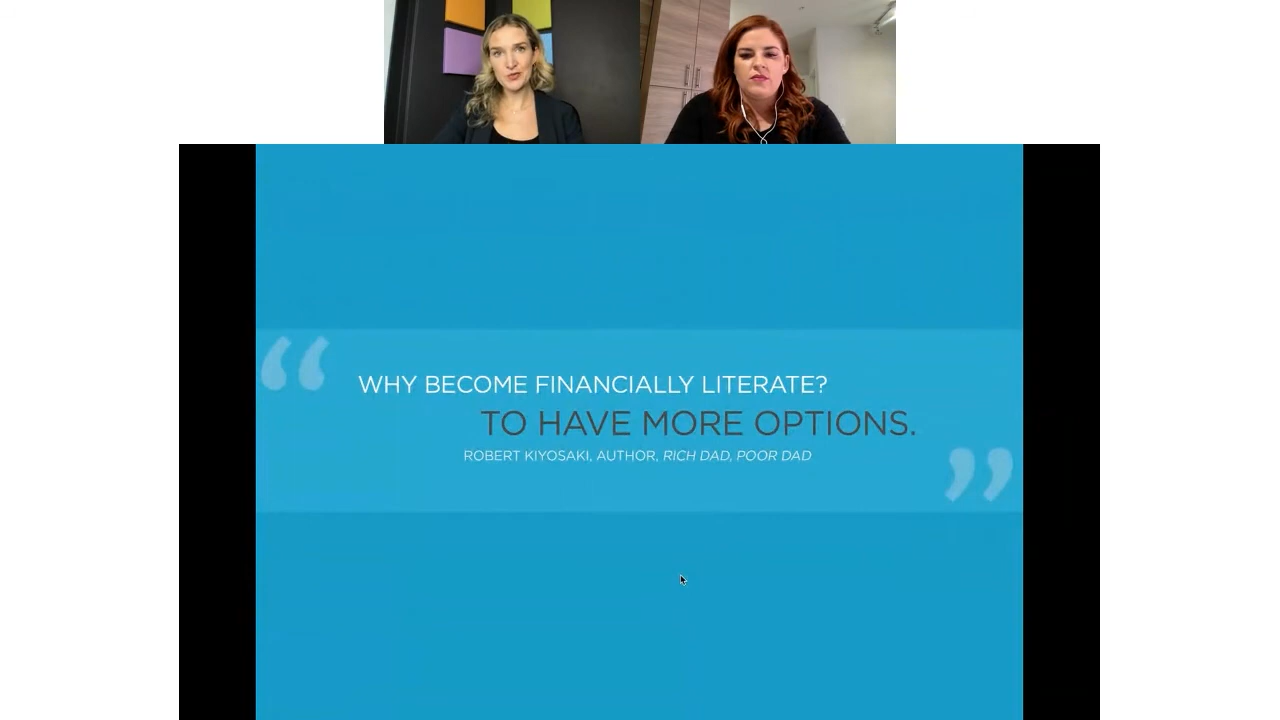 “
WHY BECOME FINANCIALLY LITERATE?
TO HAVE MORE OPTIONS.
ROBERT KIYOSAKI, AUTHOR, RICH DAD, POOR DAD
”